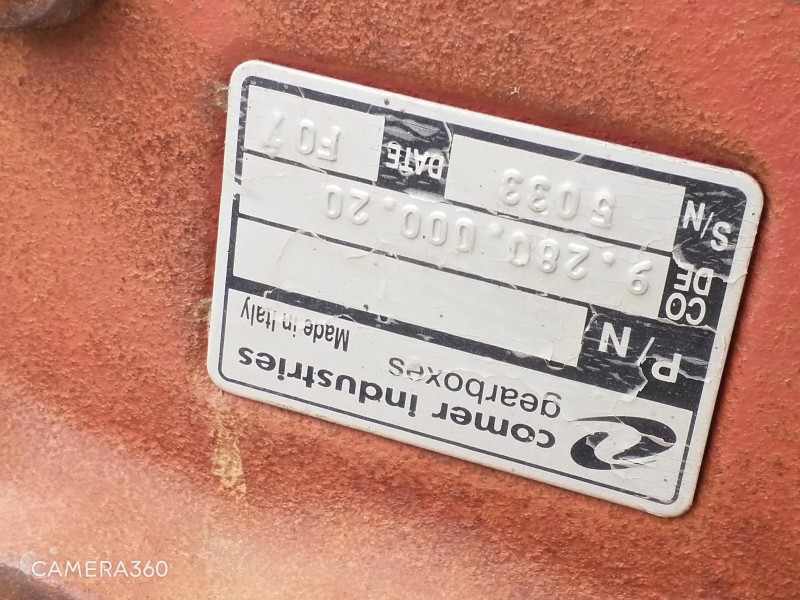 comer industries
gearboxes
Made in Italy
P/N
CO DE 9.280.000.20
S/N 5033 DATE F07
CAMERA360